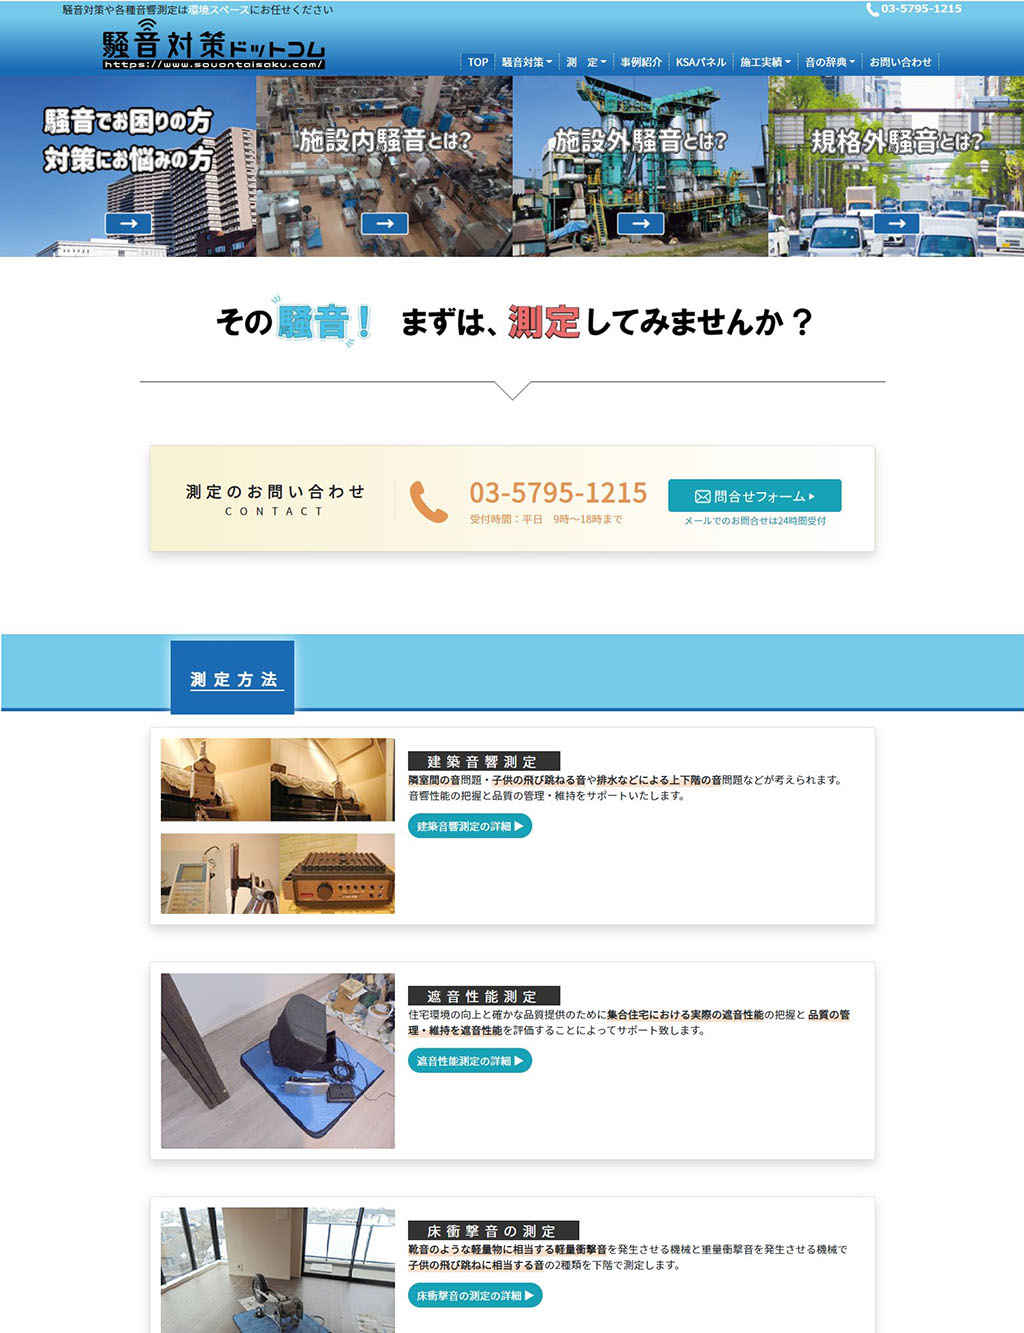 騒音対策や各種音響測定は環境スペースにお任せください
03-5795-1215
騒音対策ドットコム
https://www.souontaisaku.com/
TOP 騒音対策 測 定 事例紹介 KSAパネル 施工実績 音の辞典 お問い合わせ
騒音でお困りの方
対策にお悩みの方
→
施設内騒音とは?
→
施設外騒音とは?
→
規格外騒音とは?
→
その騒音! まずは、測定してみませんか?
測定のお問い合わせ
CONTACT
03-5795-1215
受付時間：平日 9時～18時まで
問合せフォーム▶
メールでのお問合せは24時間受付
測定方法
建築音響測定
隣室間の音問題・子供の飛び跳ねる音や排水などによる上下階の音問題などが考えられます。
音響性能の把握と品質の管理・維持をサポートいたします。
建築音響測定の詳細 ▶
遮音性能測定
住宅環境の向上と確かな品質提供のために集合住宅における実際の遮音性能の把握と 品質の管
理・維持を遮音性能を評価することによってサポート致します。
遮音性能測定の詳細 ▶
床衝撃音の測定
靴音のような軽量物に相当する軽量衝撃音を発生させる機械と重量衝撃音を発生させる機械で
子供の飛び跳ねに相当する音の2種類を下階で測定します。
床衝撃音の測定の詳細 ▶